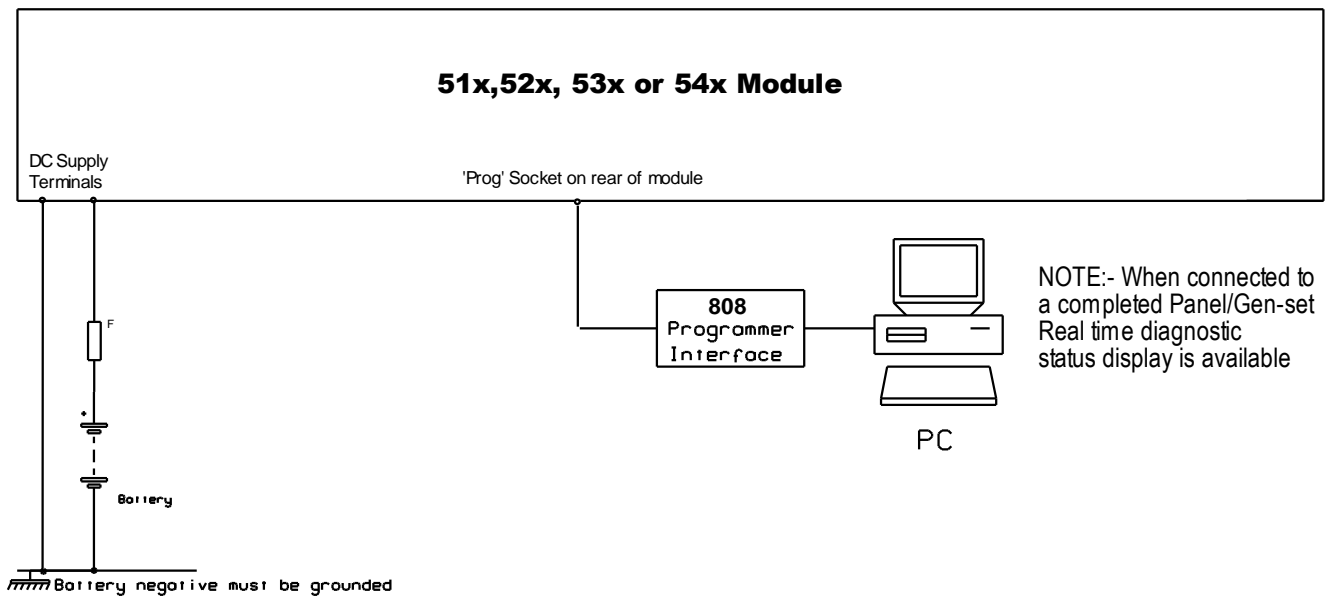 51x,52x, 53x or 54x Module
DC Supply
Terminals
'Prog' Socket on rear of module
808
Programmer
Interface
NOTE:- When connected to
a completed Panel/Gen-set
Real time diagnostic
status display is available
F
+
PC
Battery
Battery negative must be grounded